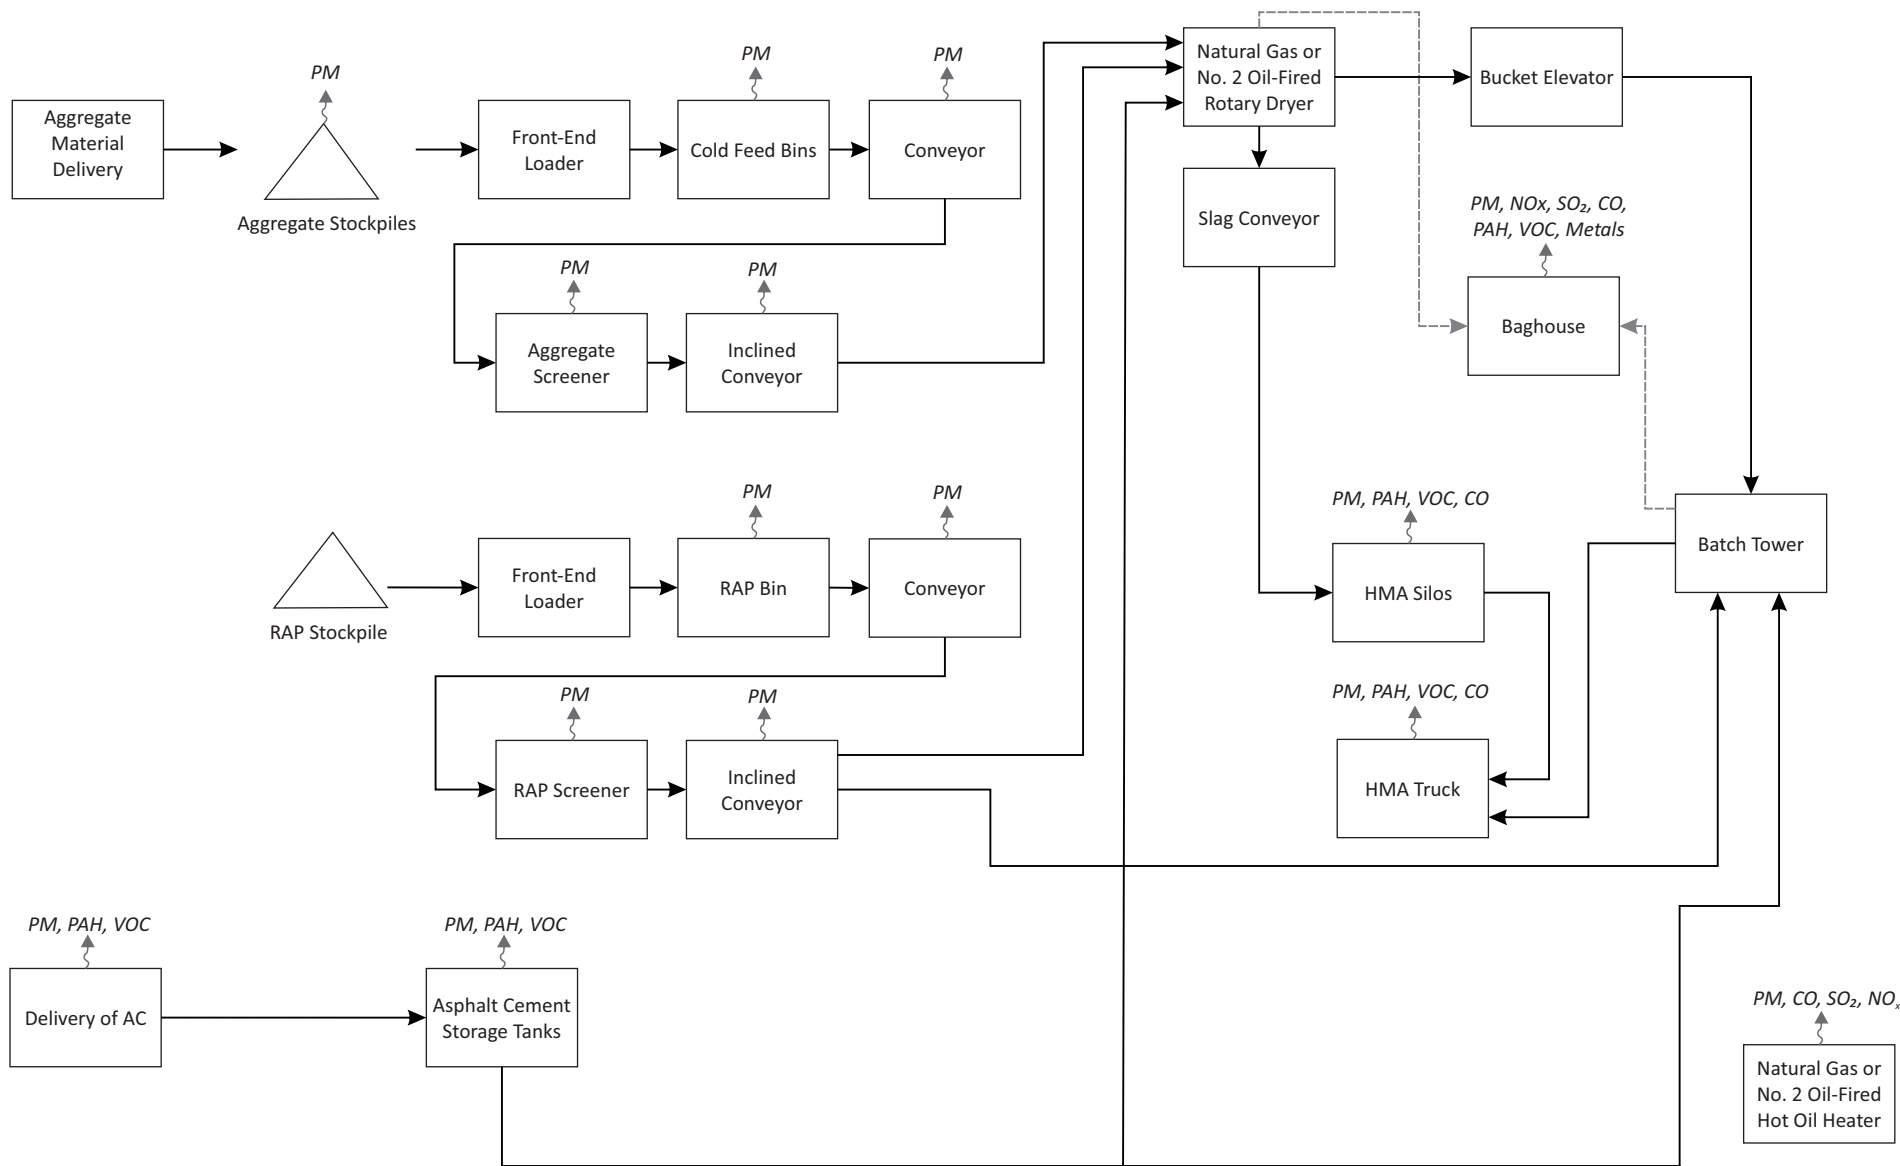 PM
PM
PM
Aggregate
Material
Delivery
Aggregate Stockpiles
Front-End
Loader
Cold Feed Bins
Conveyor
Natural Gas or
No. 2 Oil-Fired
Rotary Dryer
Bucket Elevator
Slag Conveyor
PM, NOx, SO₂, CO,
PAH, VOC, Metals
Baghouse
PM
PM
Aggregate
Screener
Inclined
Conveyor
PM
PM
RAP Stockpile
Front-End
Loader
RAP Bin
Conveyor
PM, PAH, VOC, CO
HMA Silos
Batch Tower
PM
PM
RAP Screener
Inclined
Conveyor
PM, PAH, VOC, CO
HMA Truck
PM, PAH, VOC
Delivery of AC
PM, PAH, VOC
Asphalt Cement
Storage Tanks
PM, CO, SO₂, NOₓ
Natural Gas or
No. 2 Oil-Fired
Hot Oil Heater